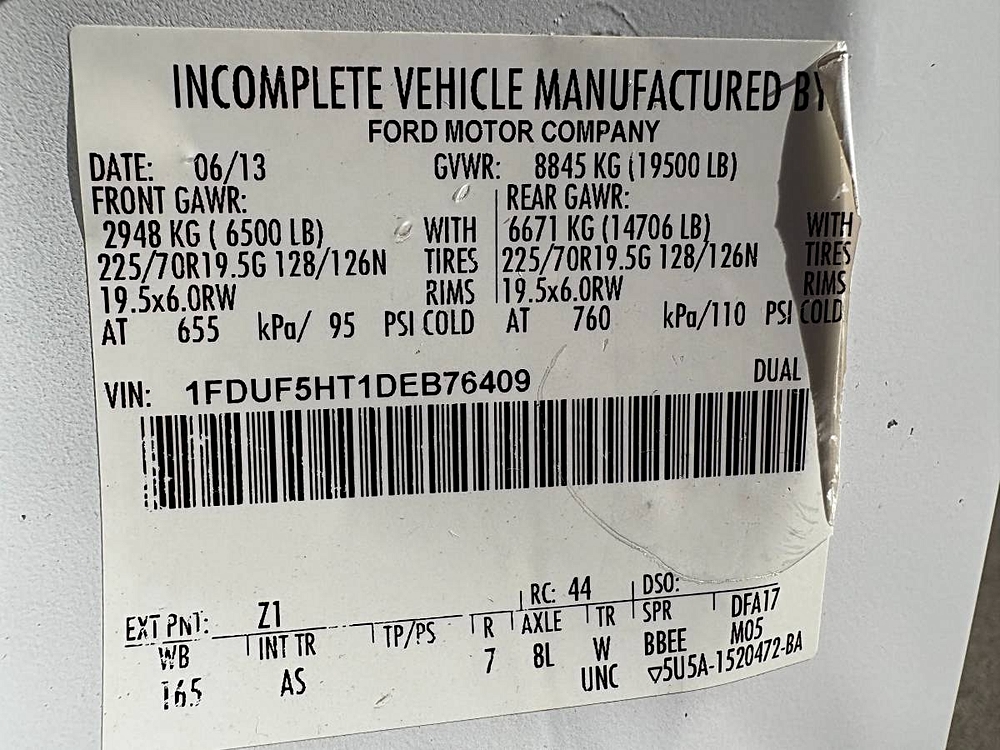 INCOMPLETE VEHICLE MANUFACTURED BY
FORD MOTOR COMPANY
DATE: 06/13 GVWR: 8845 KG (19500 LB)
FRONT GAWR: REAR GAWR:
2948 KG ( 6500 LB) WITH 6671 KG (14706 LB) WITH
225/70R19.5G 128/126N TIRES 225/70R19.5G 128/126N TIRES
19.5x6.0RW RIMS 19.5x6.0RW RIMS
AT 655 kPa/ 95 PSI COLD AT 760 kPa/110 PSI COLD
VIN: 1FDUF5HT1DEB76409 DUAL
EXT PNT: Z1 RC: 44 DSO:
WB INT TR TP/PS R AXLE TR SPR DFA17
165 AS 7 8L W BBEE M05
UNC ▽5U5A-1520472-BA